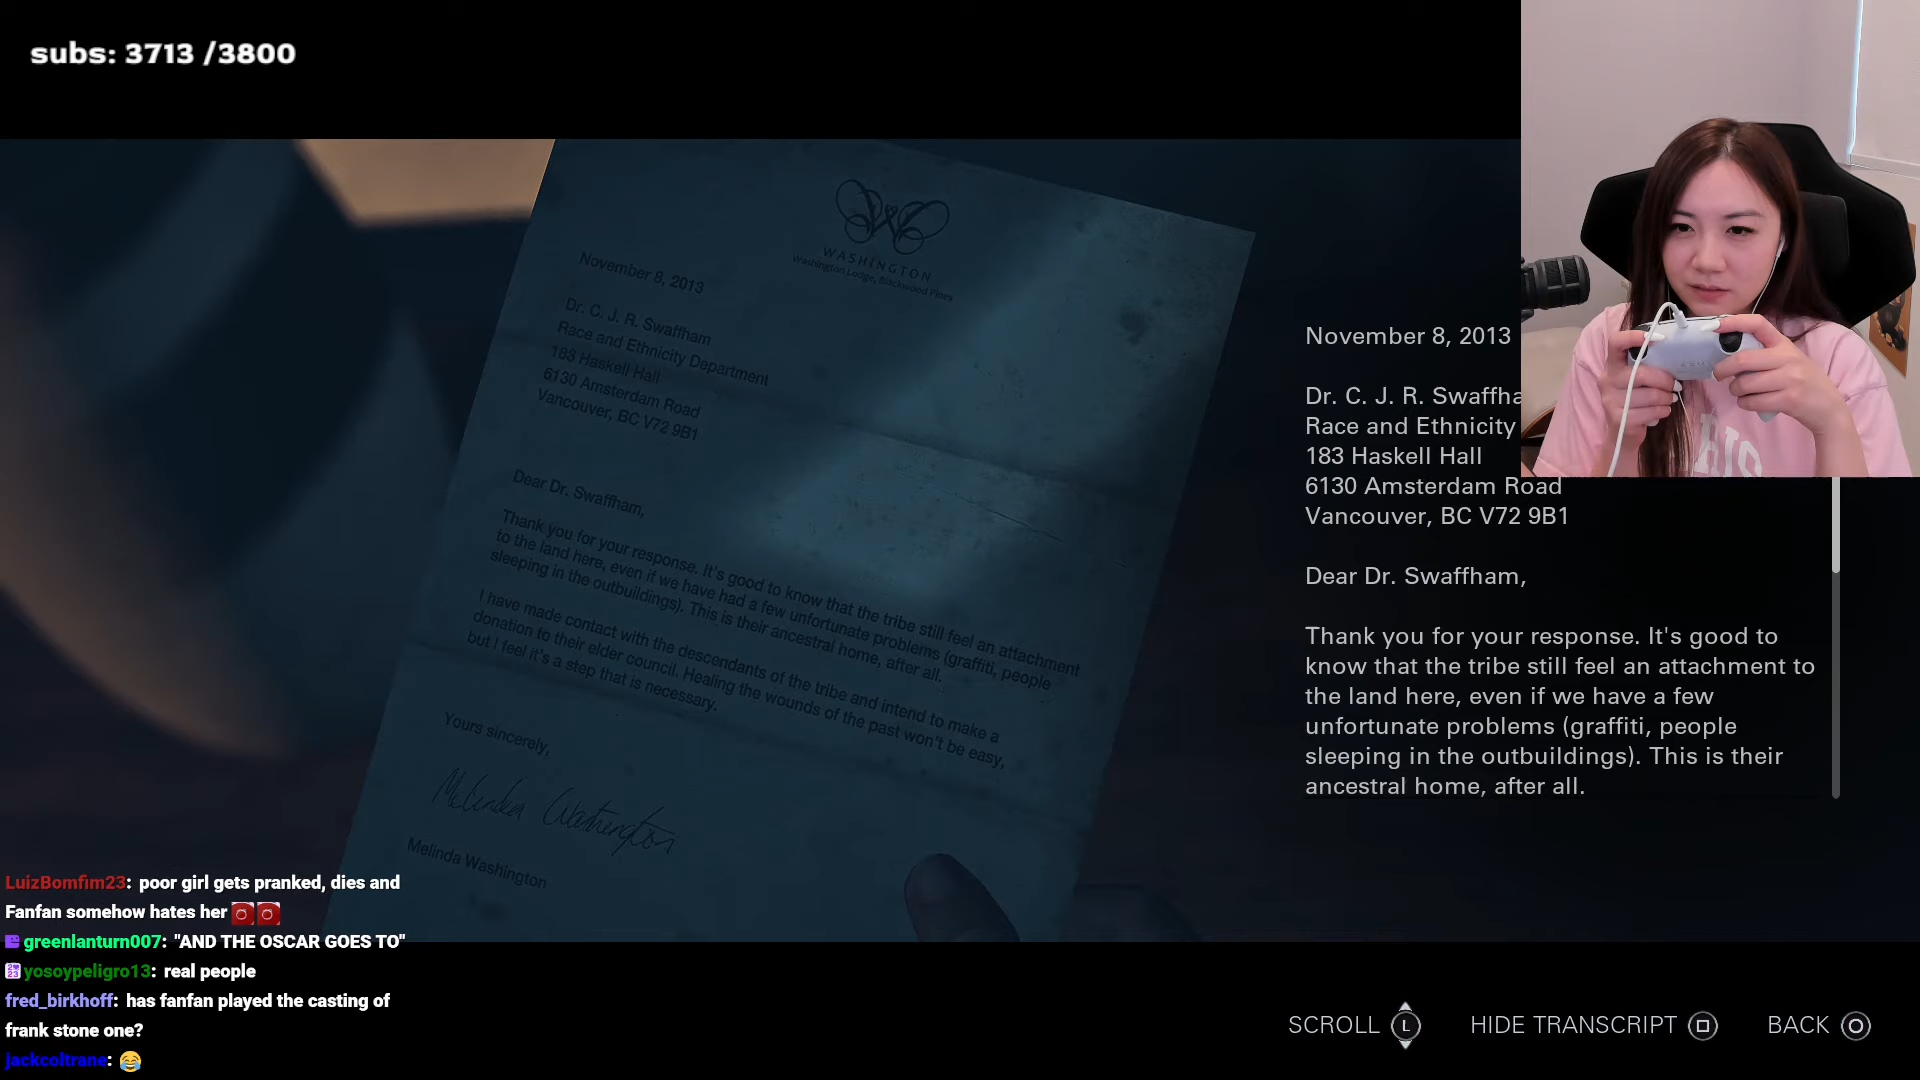 subs: 3713 /3800
WASHINGTON
Washington Lodge, Blackwood Pines
November 8, 2013
Dr. C. J. R. Swaffham
Race and Ethnicity Department
183 Haskell Hall
6130 Amsterdam Road
Vancouver, BC V72 9B1
Dear Dr. Swaffham,
Thank you for your response. It's good to know that the tribe still feel an attachment
to the land here, even if we have had a few unfortunate problems (graffiti, people
sleeping in the outbuildings). This is their ancestral home, after all.
I have made contact with the descendants of the tribe and intend to make a
donation to their elder council. Healing the wounds of the past won't be easy,
but I feel it's a step that is necessary.
Yours sincerely,
Melinda Washington
Melinda Washington
November 8, 2013
Dr. C. J. R. Swaffha
Race and Ethnicity
183 Haskell Hall
6130 Amsterdam Road
Vancouver, BC V72 9B1
Dear Dr. Swaffham,
Thank you for your response. It's good to
know that the tribe still feel an attachment to
the land here, even if we have a few
unfortunate problems (graffiti, people
sleeping in the outbuildings). This is their
ancestral home, after all.
LuizBomfim23: poor girl gets pranked, dies and
Fanfan somehow hates her
greenlanturn007: "AND THE OSCAR GOES TO"
yosoypeligro13: real people
fred_birkhoff: has fanfan played the casting of
frank stone one?
jackcoltrane: 😂
SCROLL L HIDE TRANSCRIPT BACK